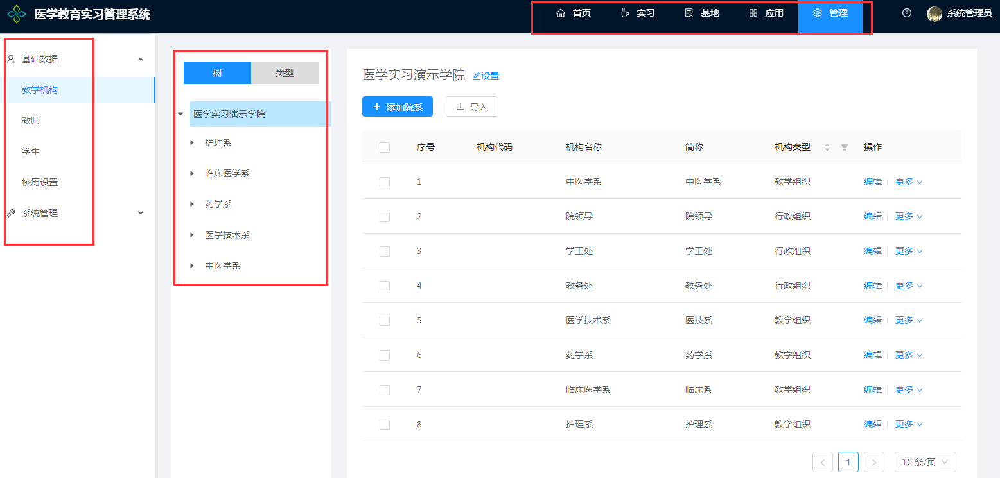 医学教育实习管理系统
首页 实习 基地 应用 管理 系统管理员
基础数据
教学机构
教师
学生
校历设置
系统管理
树 类型
医学实习演示学院
护理系
临床医学系
药学系
医学技术系
中医学系
医学实习演示学院 设置
添加院系 导入
序号 机构代码 机构名称 简称 机构类型 操作
1 中医学系 中医学系 教学组织 编辑 更多
2 院领导 院领导 行政组织 编辑 更多
3 学工处 学工处 行政组织 编辑 更多
4 教务处 教务处 行政组织 编辑 更多
5 医学技术系 医技系 教学组织 编辑 更多
6 药学系 药学系 教学组织 编辑 更多
7 临床医学系 临床系 教学组织 编辑 更多
8 护理系 护理系 教学组织 编辑 更多
< 1 > 10 条/页